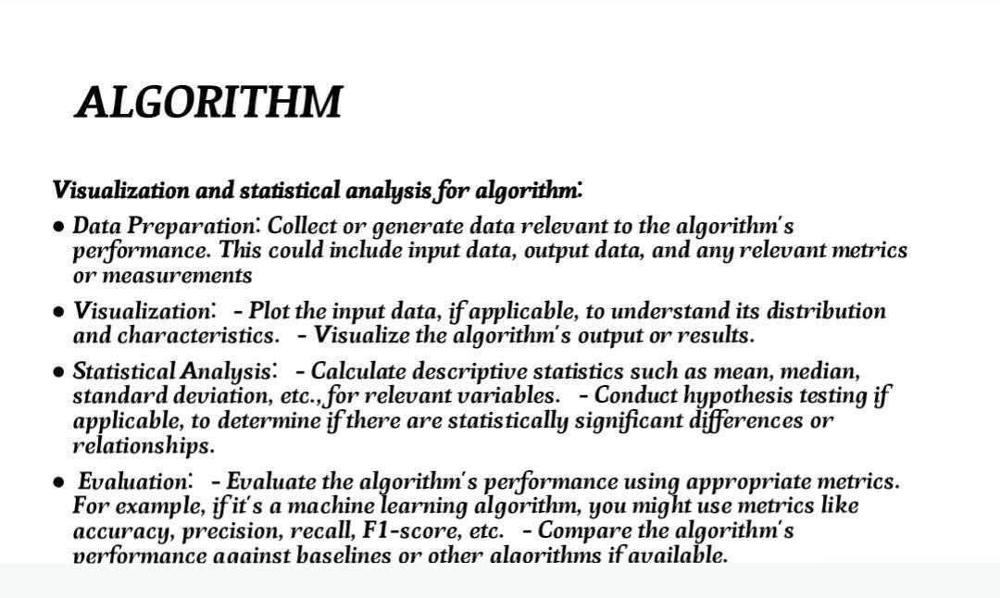 ALGORITHM
Visualization and statistical analysis for algorithm:
● Data Preparation: Collect or generate data relevant to the algorithm's
performance. This could include input data, output data, and any relevant metrics
or measurements
● Visualization: - Plot the input data, if applicable, to understand its distribution
and characteristics. - Visualize the algorithm's output or results.
● Statistical Analysis: - Calculate descriptive statistics such as mean, median,
standard deviation, etc., for relevant variables. - Conduct hypothesis testing if
applicable, to determine if there are statistically significant differences or
relationships.
● Evaluation: - Evaluate the algorithm's performance using appropriate metrics.
For example, if it's a machine learning algorithm, you might use metrics like
accuracy, precision, recall, F1-score, etc. - Compare the algorithm's
performance against baselines or other algorithms if available.